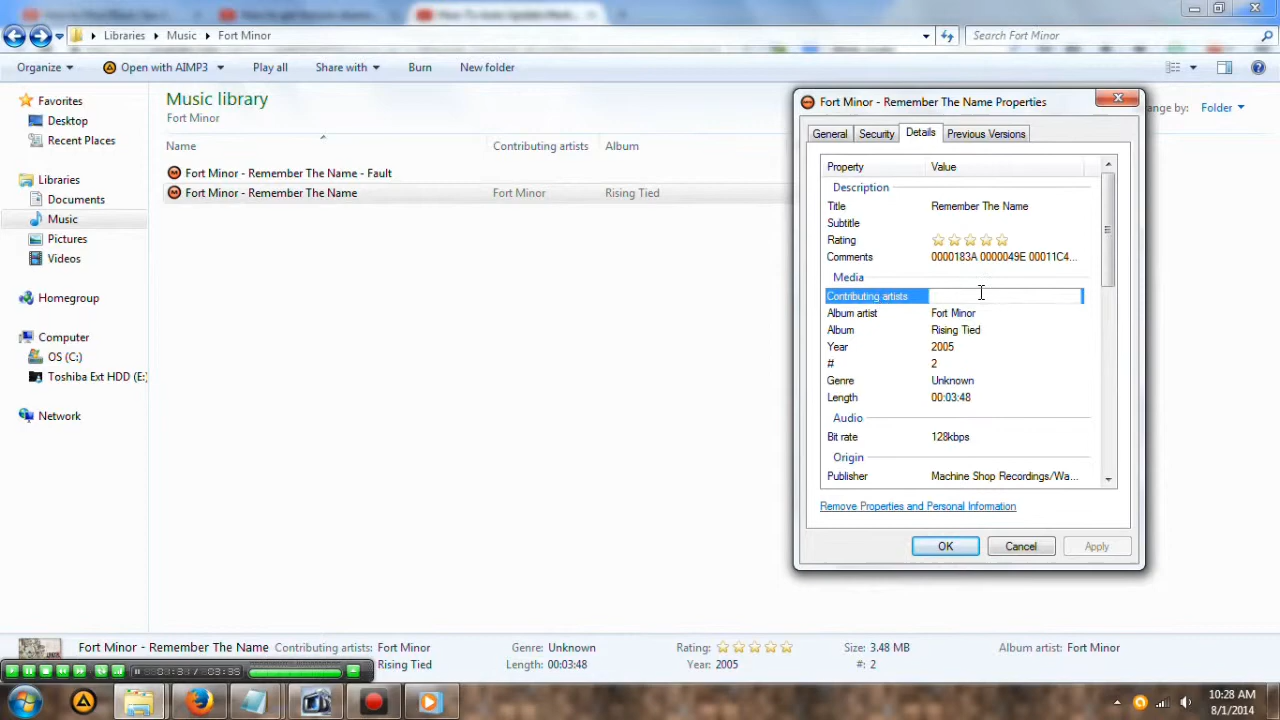 Libraries Music Fort Minor
Search Fort Minor
Organize Open with AIMP3 Play all Share with Burn New folder
Favorites
Desktop
Recent Places
Libraries
Documents
Music
Pictures
Videos
Homegroup
Computer
OS (C:)
Toshiba Ext HDD (E:)
Network
Music library
Fort Minor
Folder
Name Contributing artists Album
Fort Minor - Remember The Name - Fault
Fort Minor - Remember The Name Fort Minor Rising Tied
Fort Minor - Remember The Name Properties
General Security Details Previous Versions
Property Value
Description
Title Remember The Name
Subtitle
Rating
Comments 0000183A 0000049E 00011C4...
Media
Contributing artists
Album artist Fort Minor
Album Rising Tied
Year 2005
# 2
Genre Unknown
Length 00:03:48
Audio
Bit rate 128kbps
Origin
Publisher Machine Shop Recordings/Wa...
Remove Properties and Personal Information
OK Cancel Apply
Fort Minor - Remember The Name Contributing artists: Fort Minor Genre: Unknown Rating: Size: 3.48 MB Album artist: Fort Minor
Rising Tied Length: 00:03:48 Year: 2005 #: 2
10:28 AM
8/1/2014